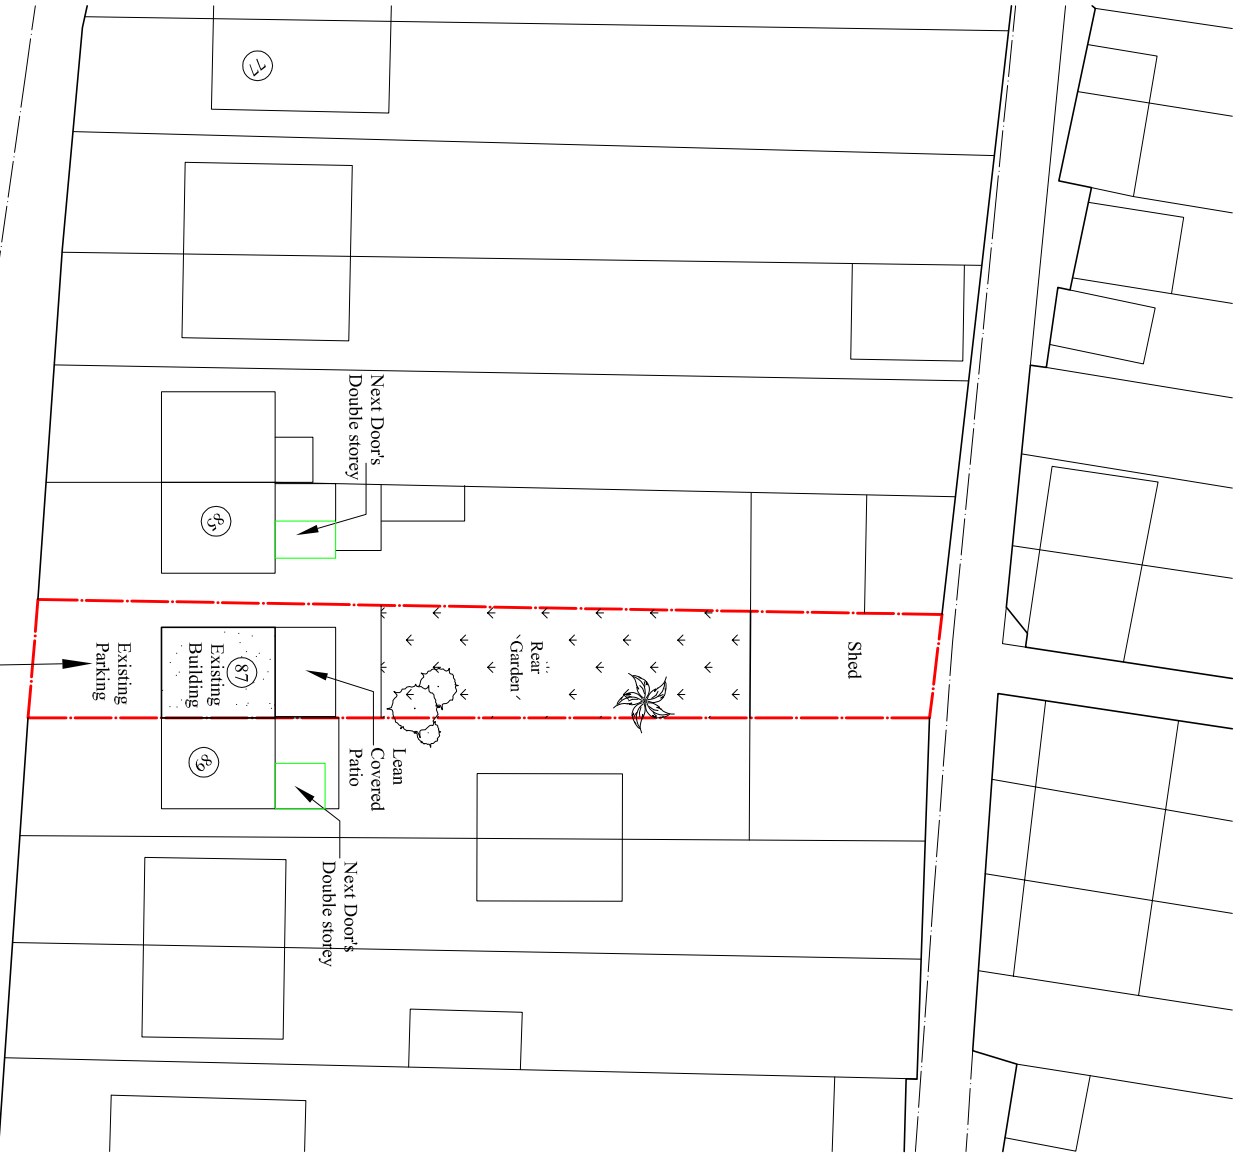 77
Next Door's
Double storey
85
Existing
Parking
Existing
Building
87
Rear
Garden
Shed
Lean
Covered
Patio
89
Next Door's
Double storey